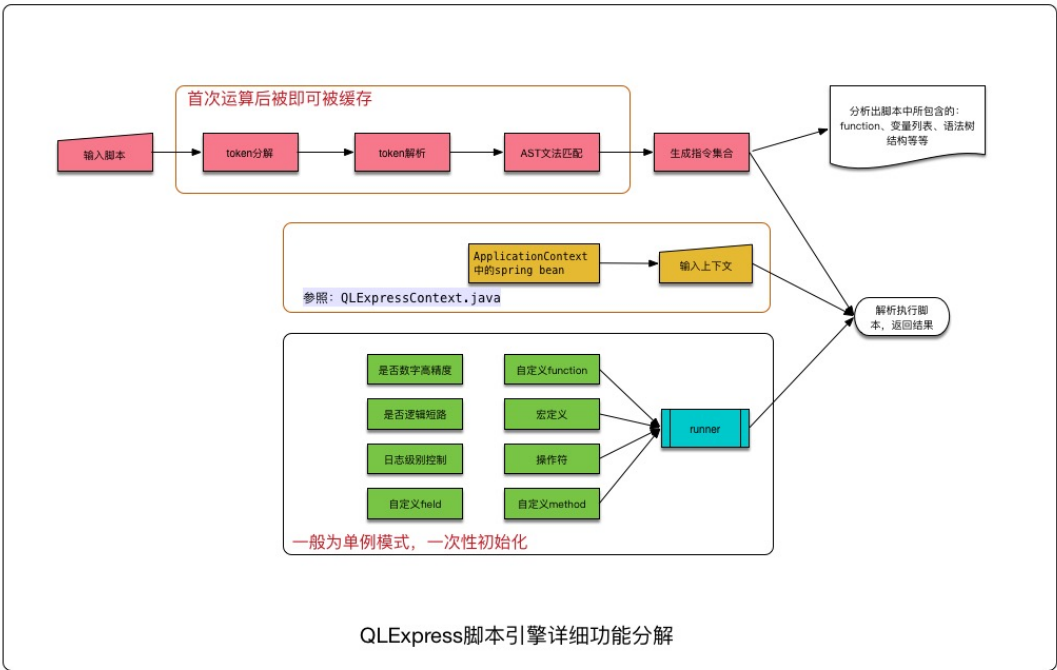 首次运算后被即可被缓存
输入脚本
token分解
token解析
AST文法匹配
生成指令集合
分析出脚本中所包含的：
function、变量列表、语法树
结构等等
ApplicationContext
中的spring bean
输入上下文
参照：QLExpressContext.java
解析执行脚
本，返回结果
是否数字高精度
自定义function
是否逻辑短路
宏定义
runner
日志级别控制
操作符
自定义field
自定义method
一般为单例模式，一次性初始化
QLExpress脚本引擎详细功能分解